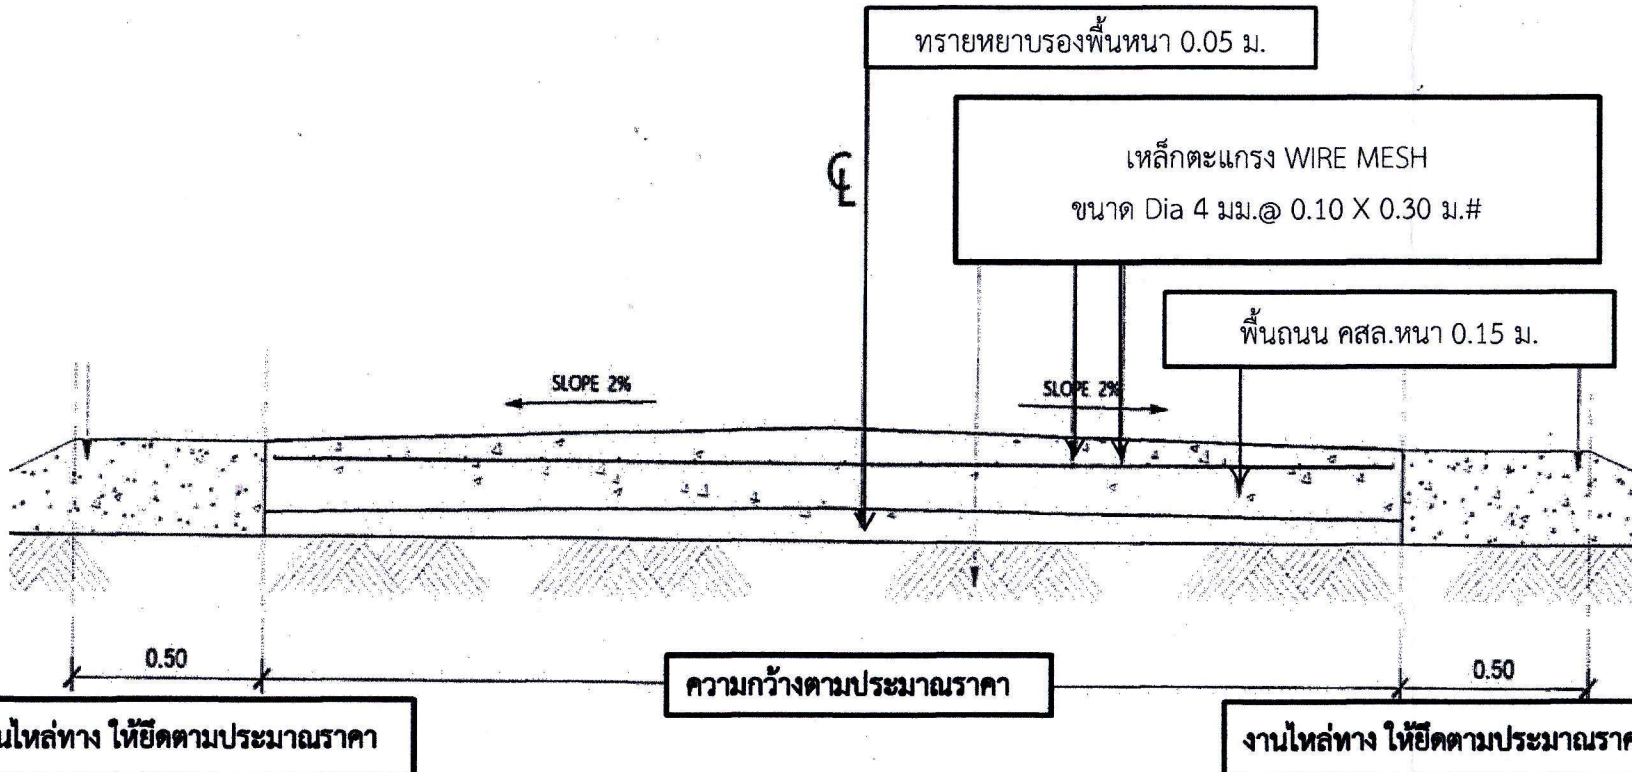 ทรายหยาบรองพื้นหนา 0.05 ม.
เหล็กตะแกรง WIRE MESH
ขนาด Dia 4 มม.@ 0.10 X 0.30 ม.#
พื้นถนน คสล.หนา 0.15 ม.
SLOPE 2%
SLOPE 2%
0.50
ความกว้างตามประมาณราคา
0.50
นไหล่ทาง ให้ยึดตามประมาณราคา
งานไหล่ทาง ให้ยึดตามประมาณราค